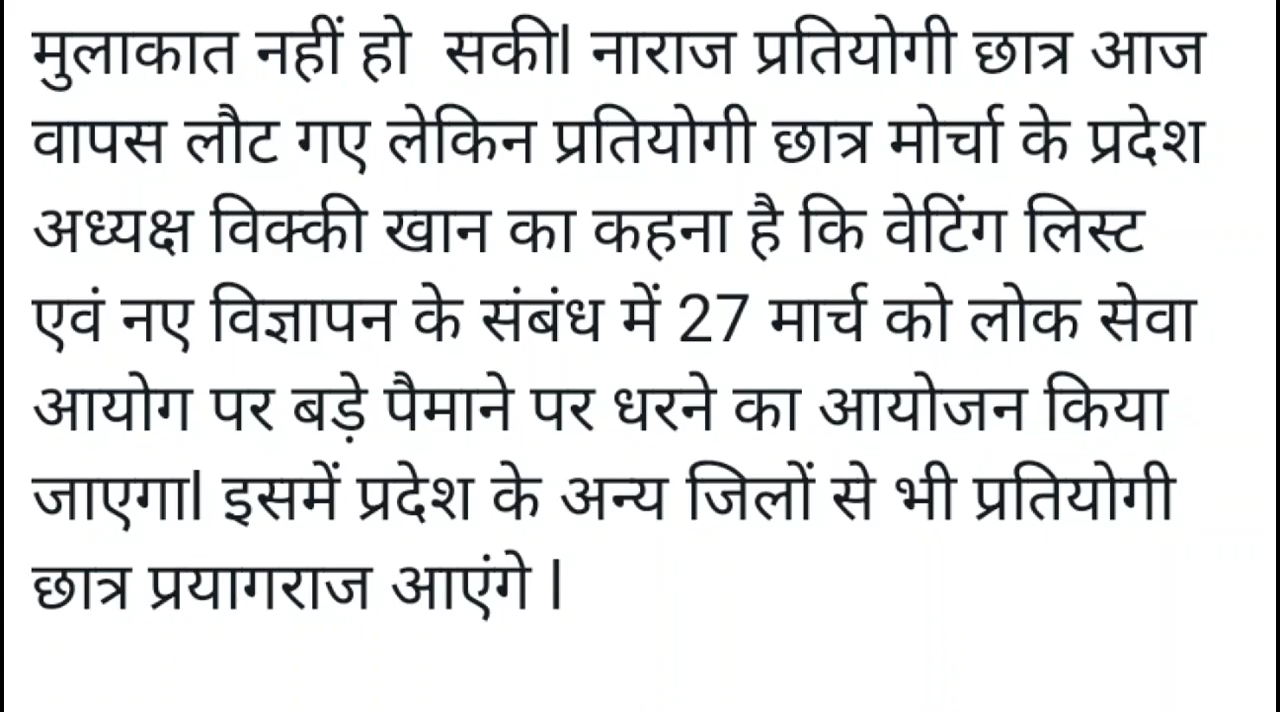 मुलाकात नहीं हो सकीl नाराज प्रतियोगी छात्र आज
वापस लौट गए लेकिन प्रतियोगी छात्र मोर्चा के प्रदेश
अध्यक्ष विक्की खान का कहना है कि वेटिंग लिस्ट
एवं नए विज्ञापन के संबंध में 27 मार्च को लोक सेवा
आयोग पर बड़े पैमाने पर धरने का आयोजन किया
जाएगाl इसमें प्रदेश के अन्य जिलों से भी प्रतियोगी
छात्र प्रयागराज आएंगे l